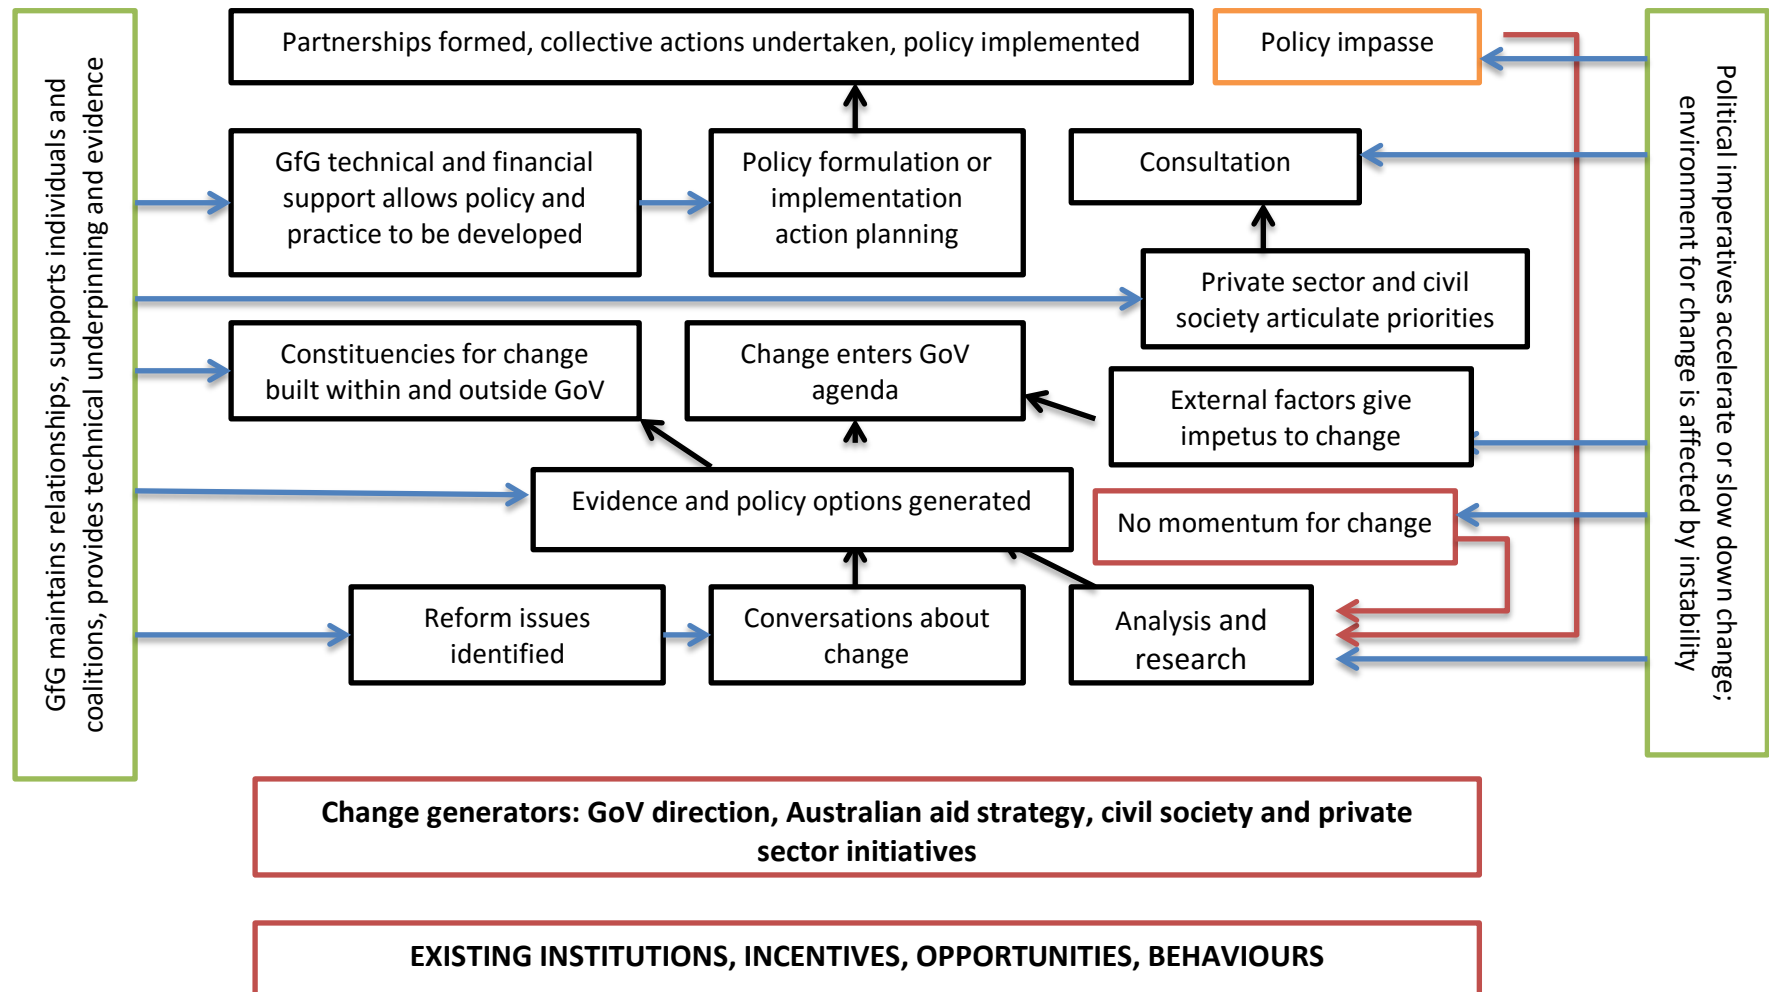 GfG maintains relationships, supports individuals and
coalitions, provides technical underpinning and evidence
Partnerships formed, collective actions undertaken, policy implemented
Policy impasse
GfG technical and financial
support allows policy and
practice to be developed
Policy formulation or
implementation
action planning
Consultation
Private sector and civil
society articulate priorities
Constituencies for change
built within and outside GoV
Change enters GoV
agenda
External factors give
impetus to change
Evidence and policy options generated
No momentum for change
Reform issues
identified
Conversations about
change
Analysis and
research
Political imperatives accelerate or slow down change;
environment for change is affected by instability
Change generators: GoV direction, Australian aid strategy, civil society and private
sector initiatives
EXISTING INSTITUTIONS, INCENTIVES, OPPORTUNITIES, BEHAVIOURS